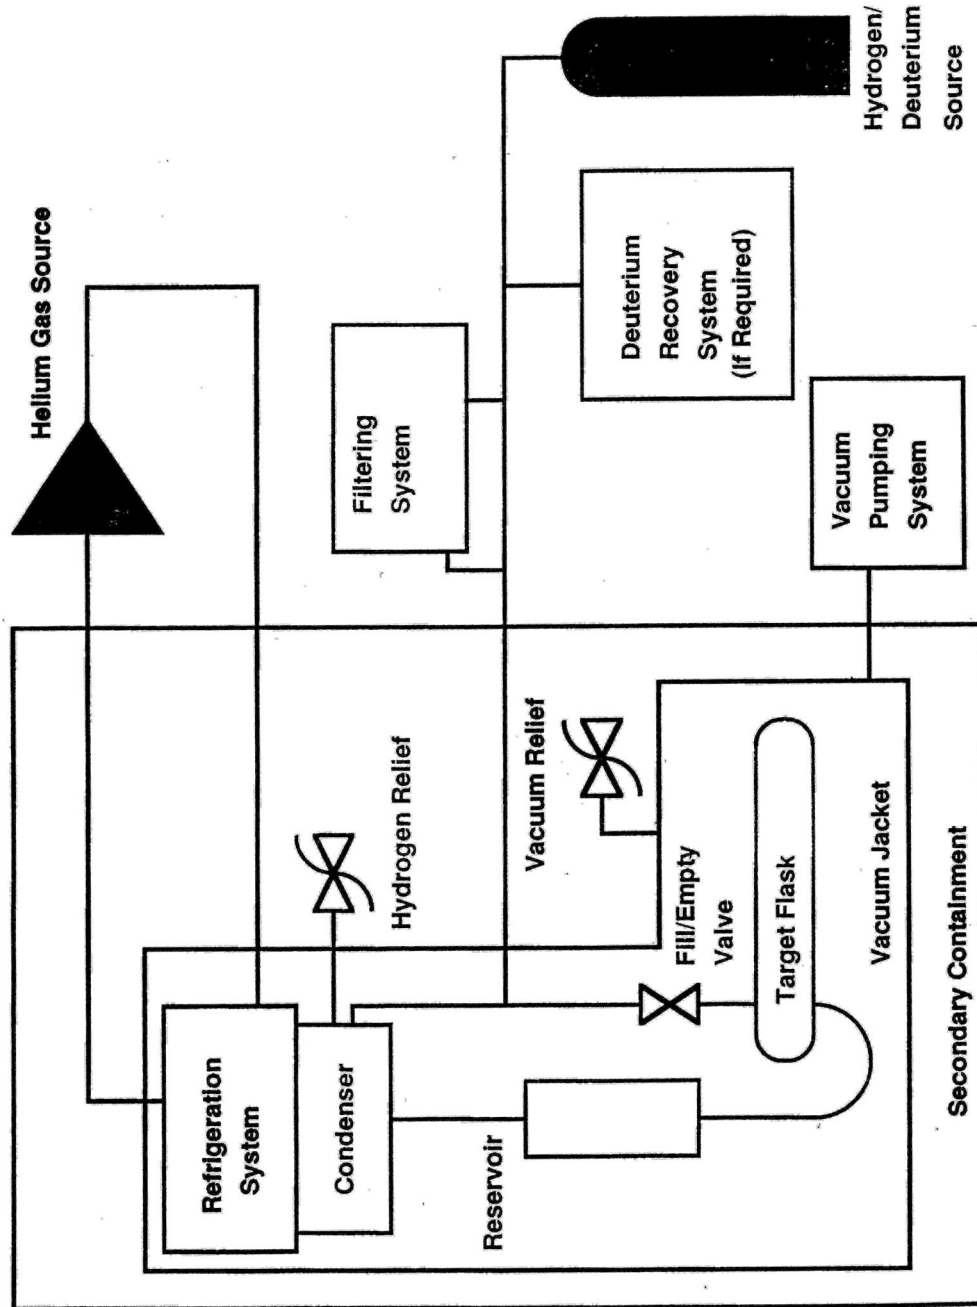 Helium Gas Source
Hydrogen/
Deuterium
Source
Filtering
System
Deuterium
Recovery
System
(If Required)
Vacuum
Pumping
System
Refrigeration
System
Condenser
Hydrogen Relief
Reservoir
Vacuum Relief
Fill/Empty
Valve
Target Flask
Vacuum Jacket
Secondary Containment